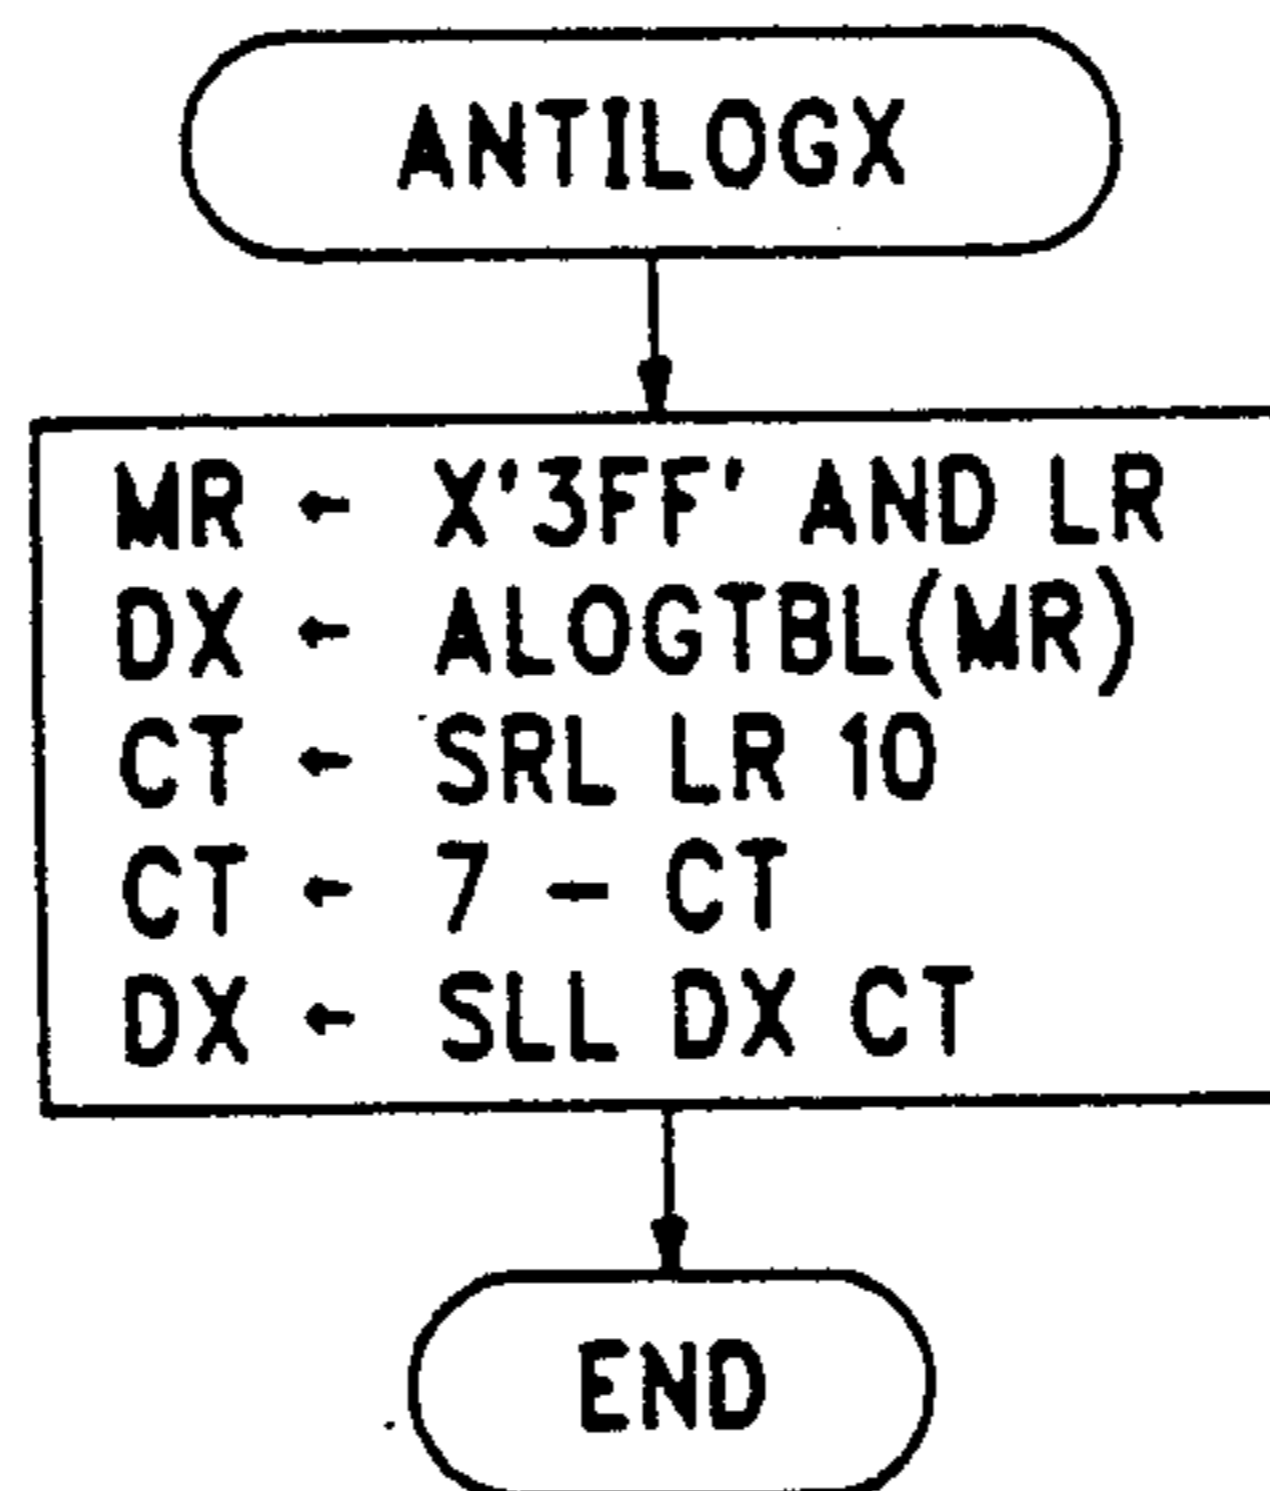 ANTILOGX
MR ← X'3FF' AND LR
DX ← ALOGTBL(MR)
CT ← SRL LR 10
CT ← 7 – CT
DX ← SLL DX CT
END